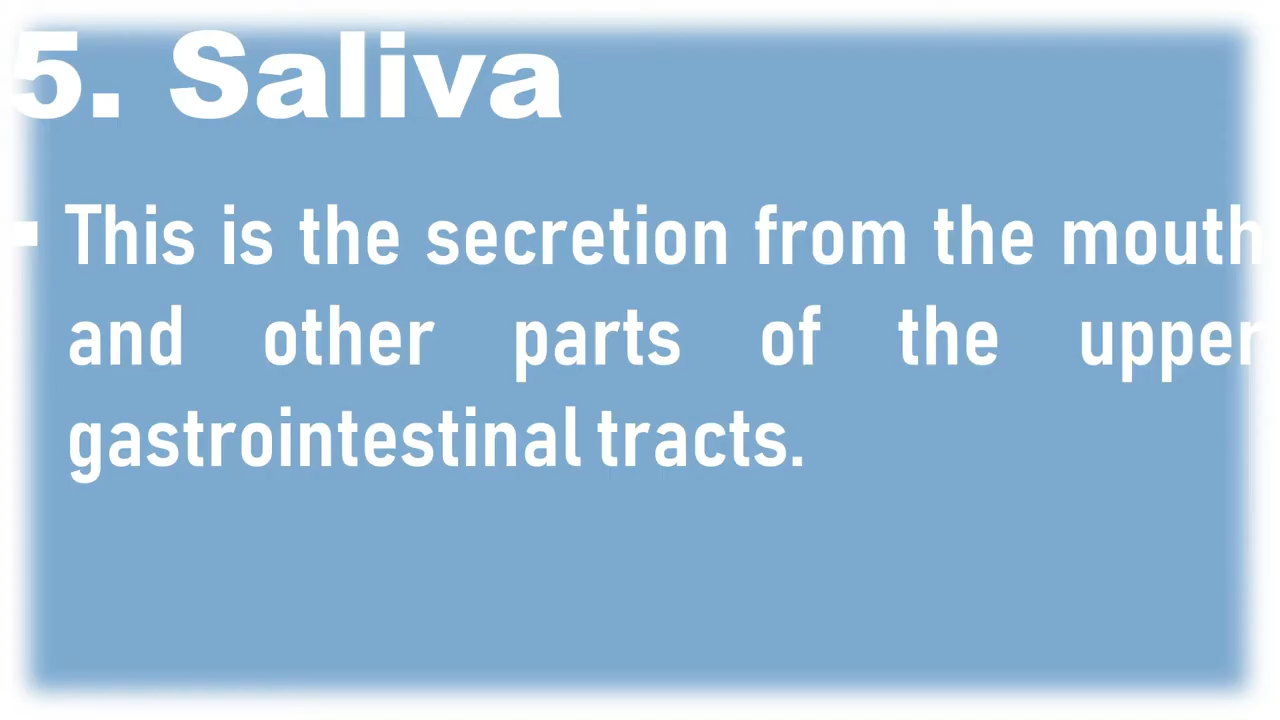 5. Saliva
▪ This is the secretion from the mouth
and other parts of the upper
gastrointestinal tracts.